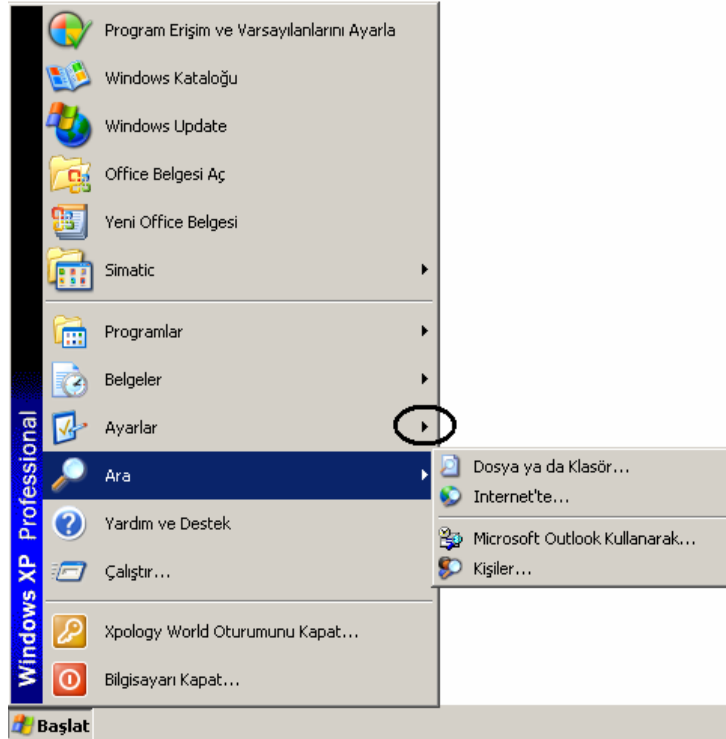 Program Erişim ve Varsayılanlarını Ayarla
Windows Kataloğu
Windows Update
Office Belgesi Aç
Yeni Office Belgesi
Simatic
Programlar
Belgeler
Ayarlar
Ara
Yardım ve Destek
Çalıştır...
Xpology World Oturumunu Kapat...
Bilgisayarı Kapat...
Windows XP Professional
Dosya ya da Klasör...
Internet'te...
Microsoft Outlook Kullanarak...
Kişiler...
Başlat